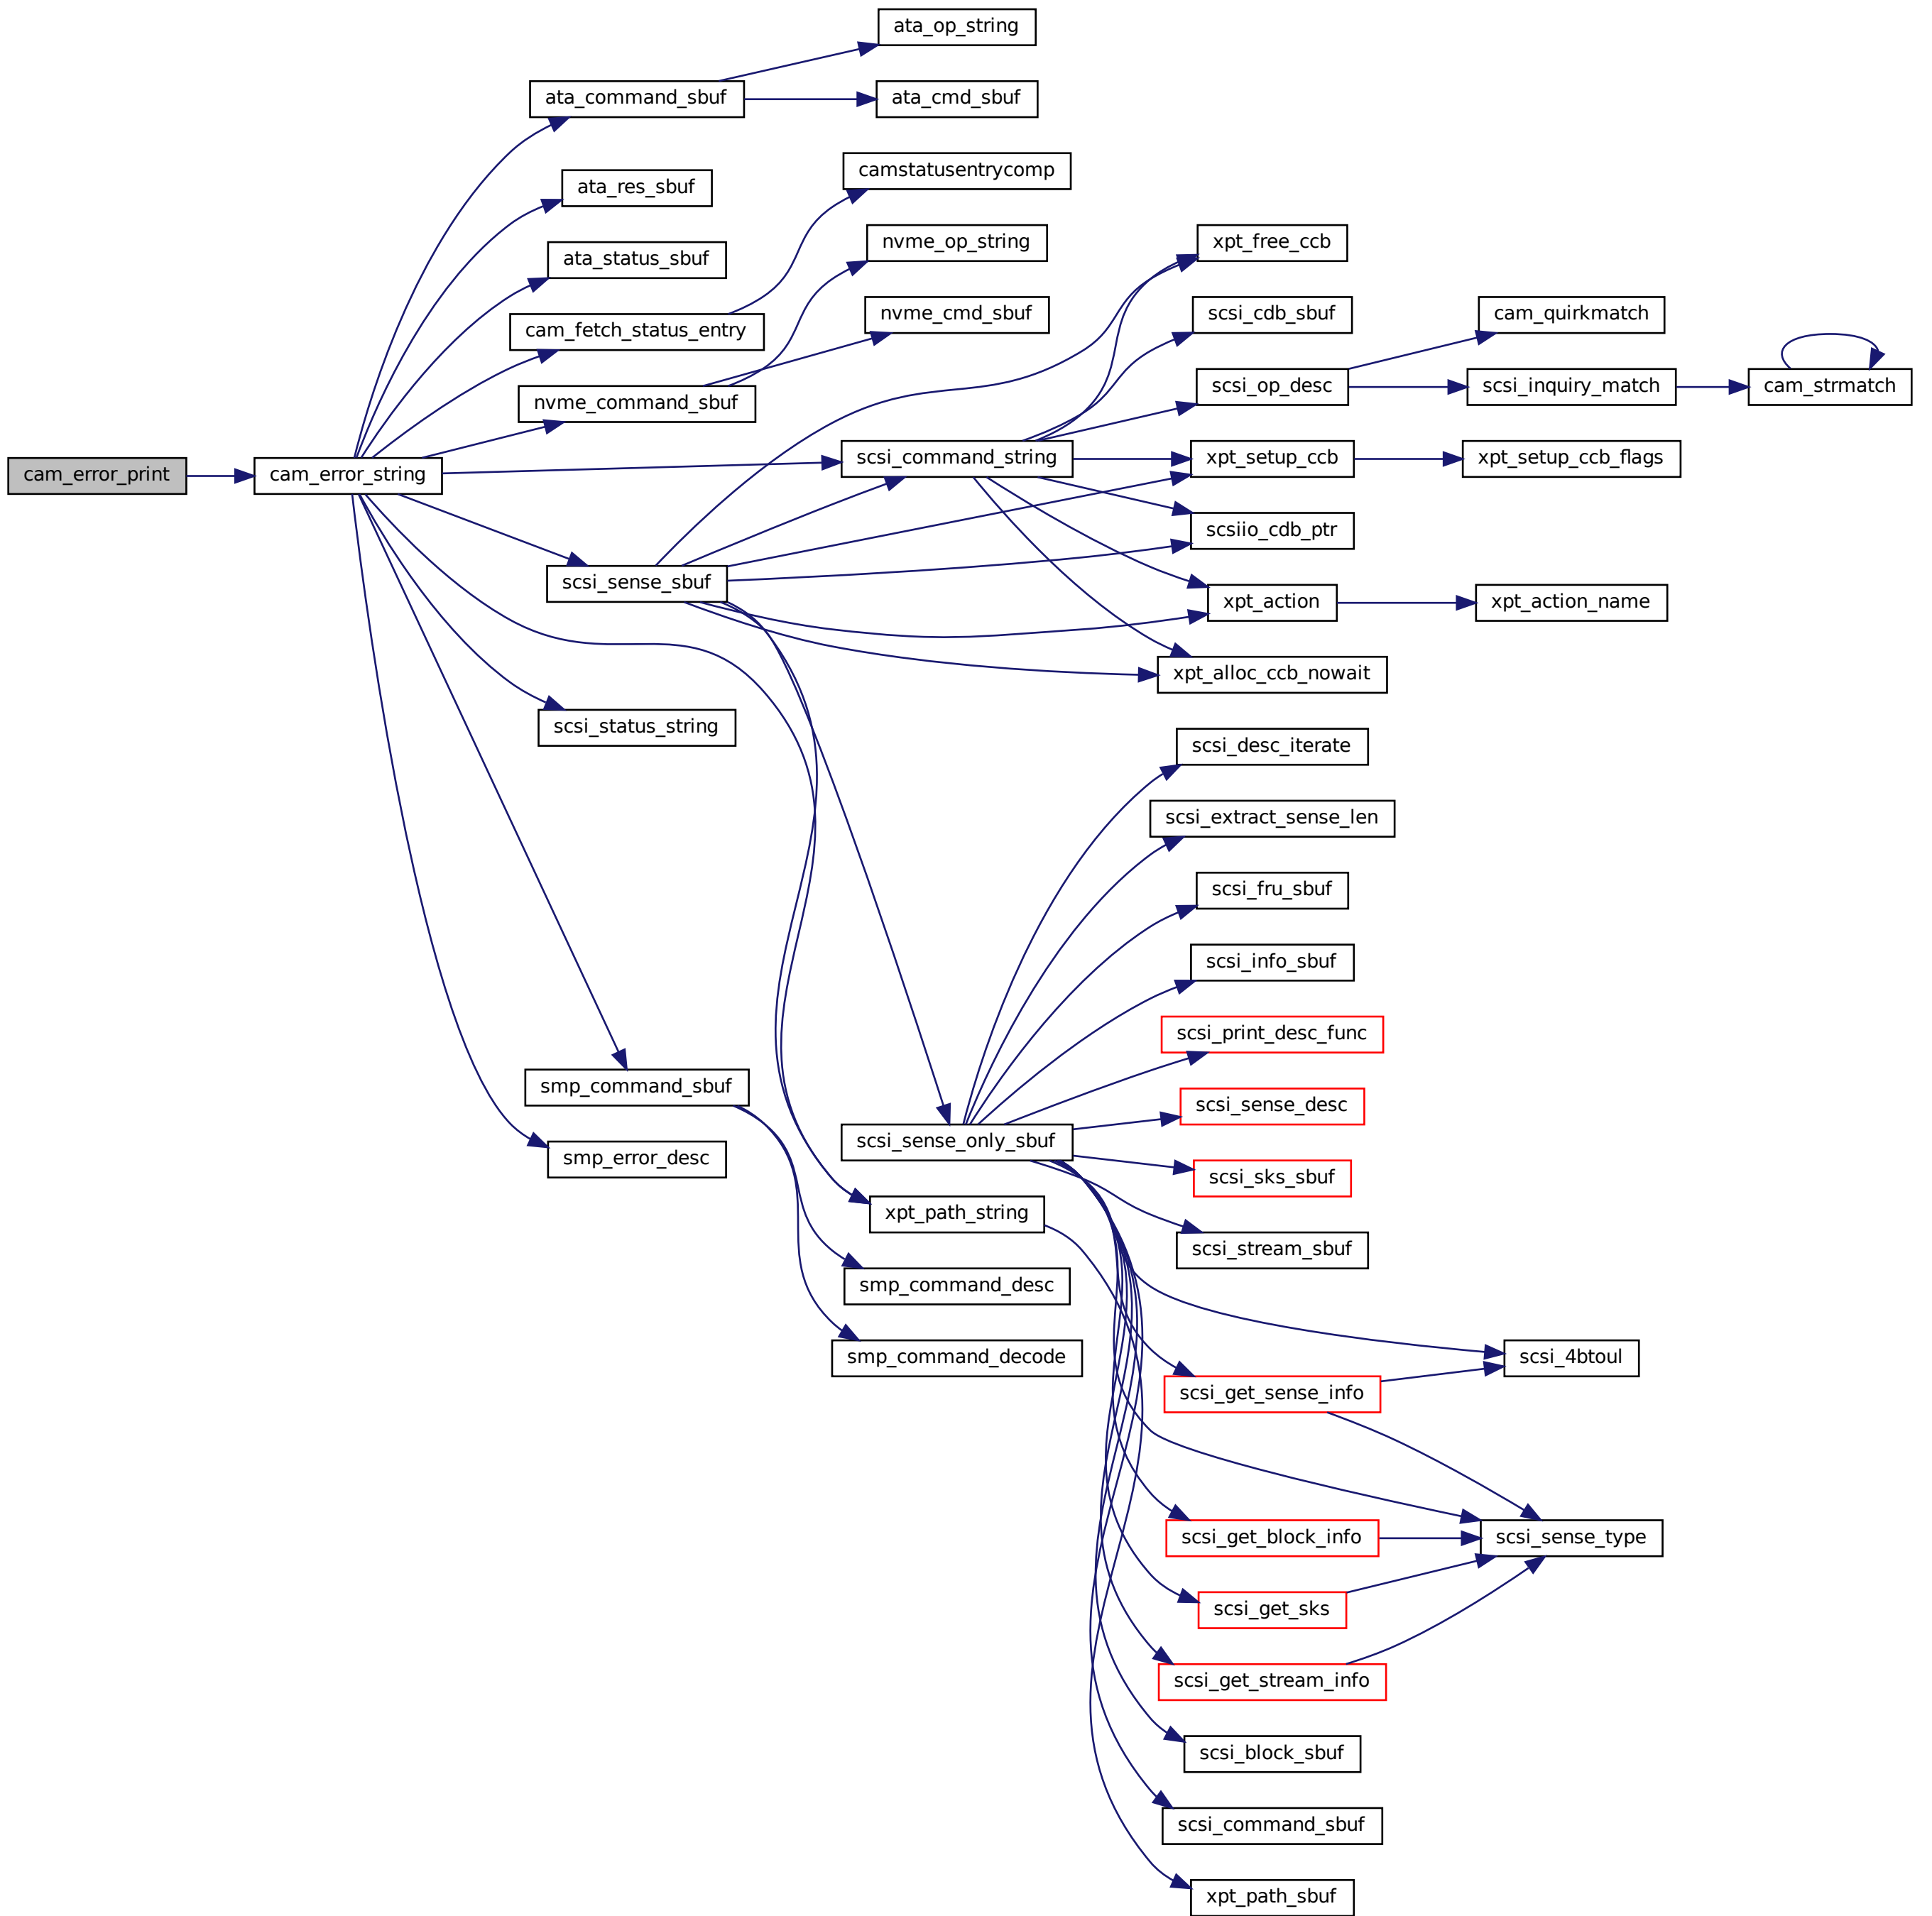 ata_op_string
ata_command_sbuf
ata_cmd_sbuf
camstatusentrycomp
ata_res_sbuf
nvme_op_string
xpt_free_ccb
ata_status_sbuf
nvme_cmd_sbuf
scsi_cdb_sbuf
cam_quirkmatch
cam_fetch_status_entry
scsi_op_desc
scsi_inquiry_match
cam_strmatch
nvme_command_sbuf
cam_error_print
cam_error_string
scsi_command_string
xpt_setup_ccb
xpt_setup_ccb_flags
scsiio_cdb_ptr
scsi_sense_sbuf
xpt_action
xpt_action_name
xpt_alloc_ccb_nowait
scsi_status_string
scsi_desc_iterate
scsi_extract_sense_len
scsi_fru_sbuf
scsi_info_sbuf
scsi_print_desc_func
smp_command_sbuf
scsi_sense_desc
scsi_sense_only_sbuf
smp_error_desc
scsi_sks_sbuf
xpt_path_string
scsi_stream_sbuf
smp_command_desc
smp_command_decode
scsi_4btoul
scsi_get_sense_info
scsi_get_block_info
scsi_sense_type
scsi_get_sks
scsi_get_stream_info
scsi_block_sbuf
scsi_command_sbuf
xpt_path_sbuf